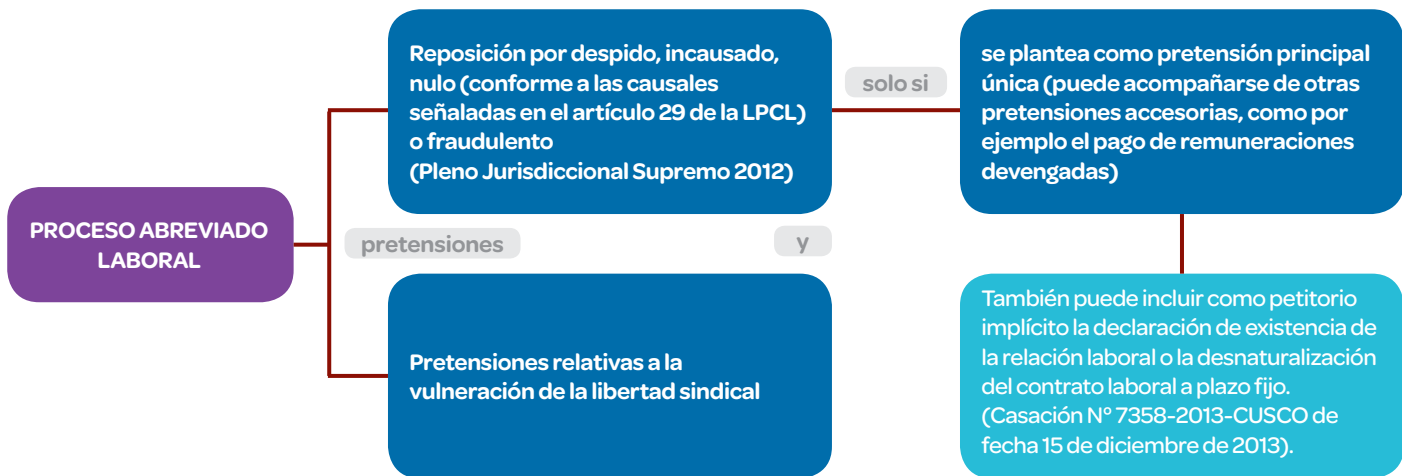 PROCESO ABREVIADO
LABORAL
pretensiones
Reposición por despido, incausado,
nulo (conforme a las causales
señaladas en el artículo 29 de la LPCL)
o fraudulento
(Pleno Jurisdiccional Supremo 2012)
solo si
se plantea como pretensión principal
única (puede acompañarse de otras
pretensiones accesorias, como por
ejemplo el pago de remuneraciones
devengadas)
y
Pretensiones relativas a la
vulneración de la libertad sindical
También puede incluir como petitorio
implícito la declaración de existencia de
la relación laboral o la desnaturalización
del contrato laboral a plazo fijo.
(Casación N° 7358-2013-CUSCO de
fecha 15 de diciembre de 2013).